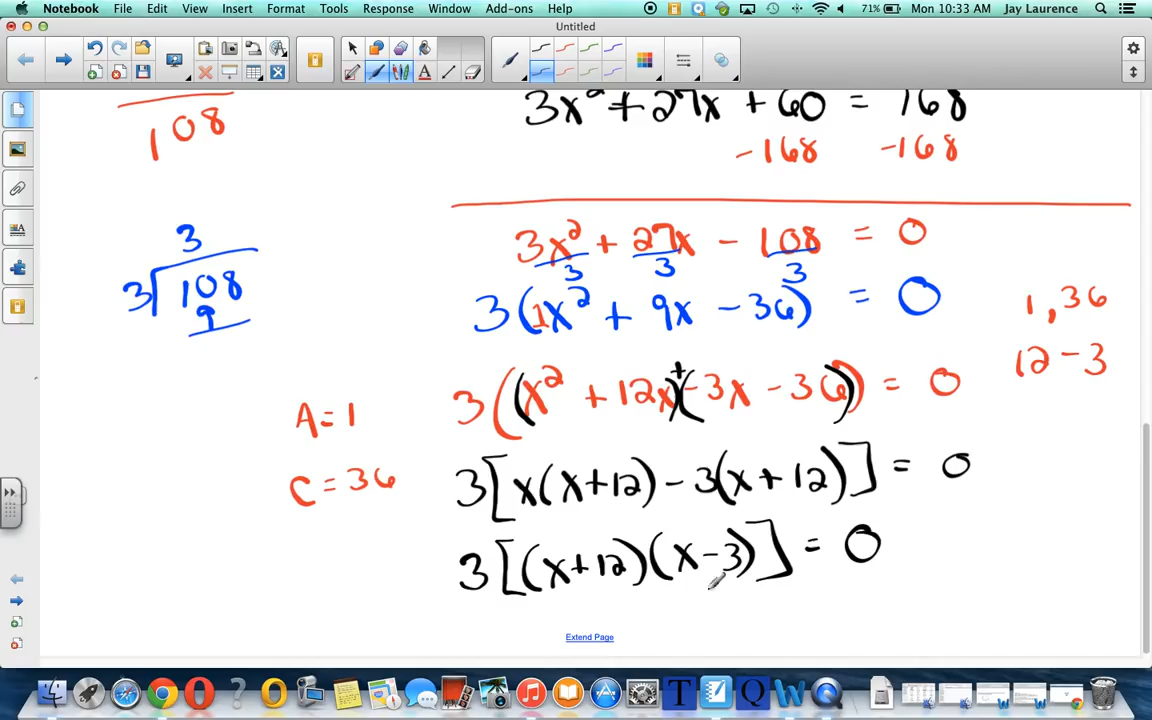 Notebook File Edit View Insert Format Tools Response Window Add-ons Help 71% Mon 10:33 AM Jay Laurence
Untitled
108
3x² + 27x + 60 = 168
-168 -168
3x² + 27x - 108 = 0
3 3 3
3
3 108
9
3(1x² + 9x - 36) = 0
1, 36
12 - 3
3((x² + 12x)+(-3x - 36)) = 0
A = 1
C = 36
3[x(x+12) - 3(x+12)] = 0
3[(x+12)(x-3)] = 0
Extend Page